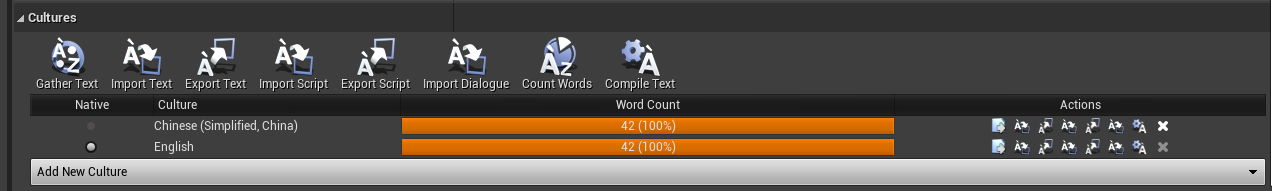 Cultures
Gather Text Import Text Export Text Import Script Export Script Import Dialogue Count Words Compile Text
Native Culture Word Count Actions
Chinese (Simplified, China) 42 (100%)
English 42 (100%)
Add New Culture